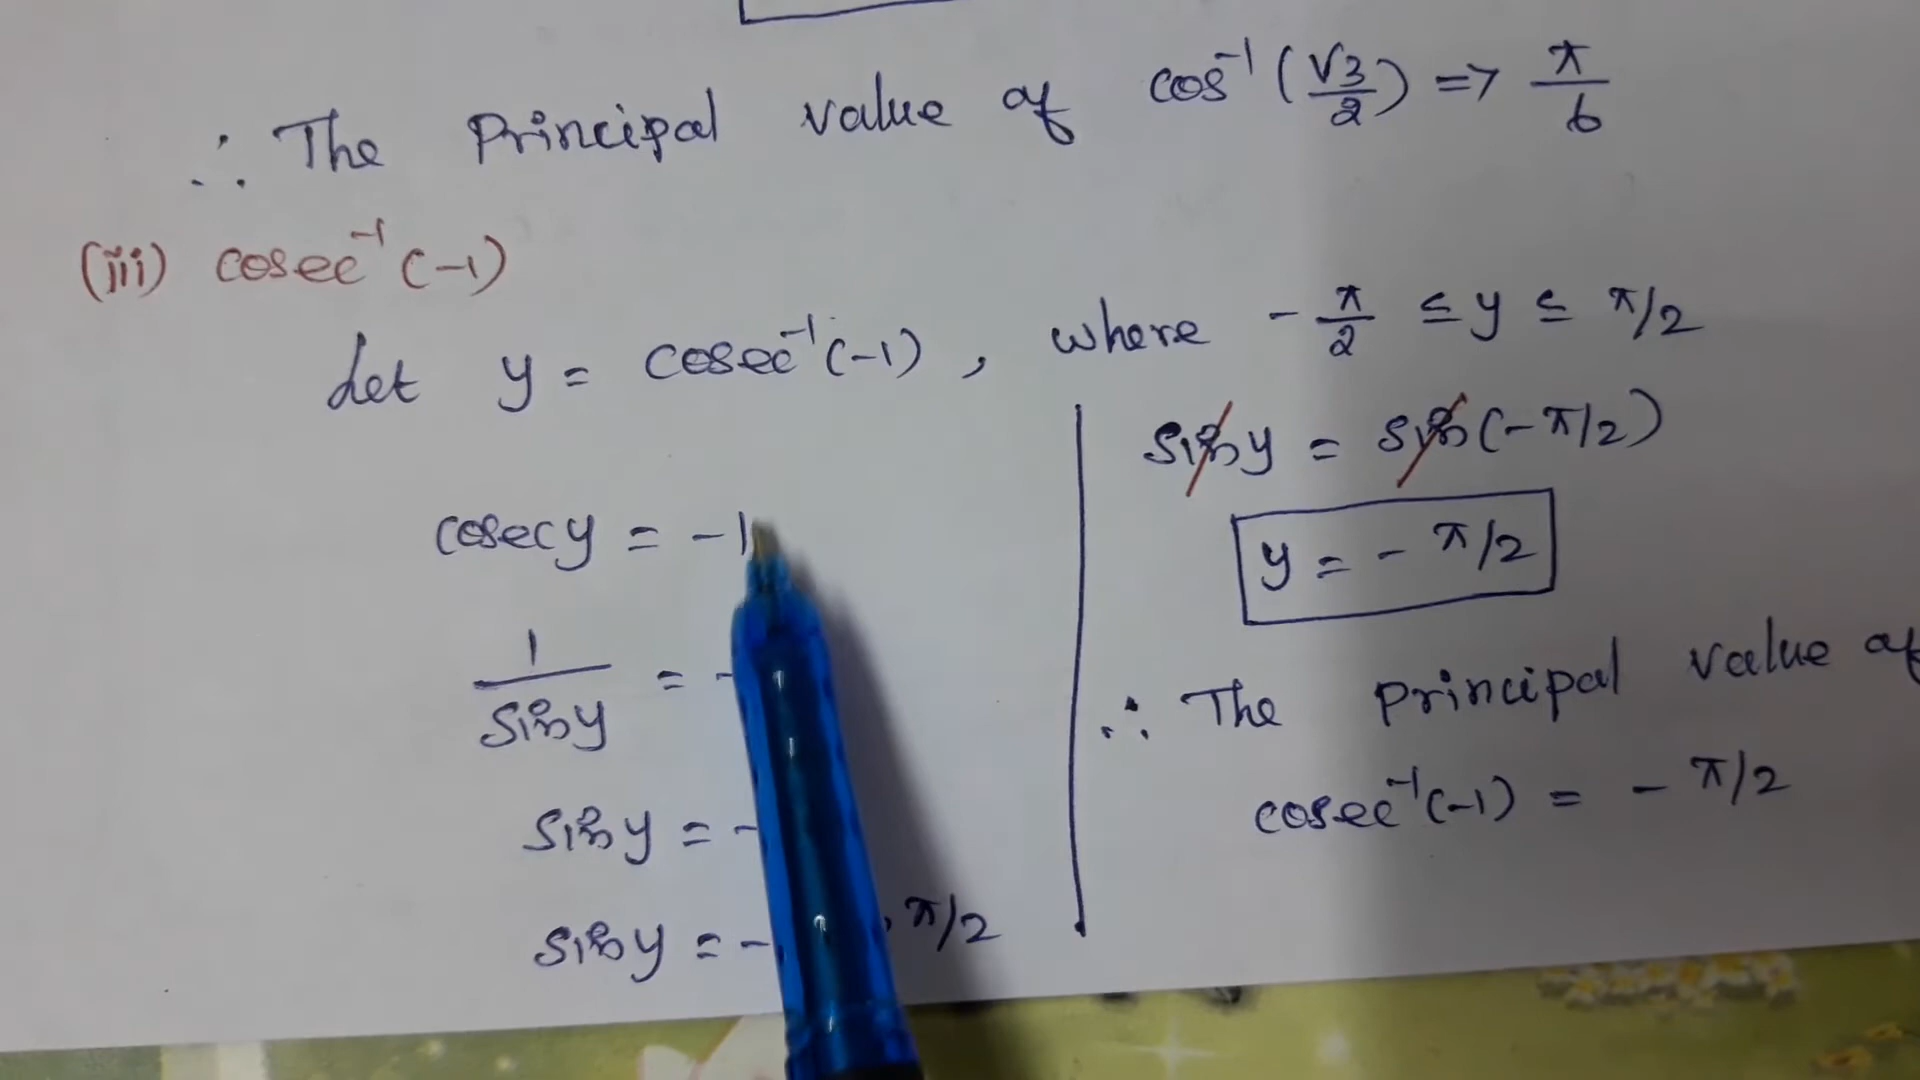 ∴ The Principal value of cos⁻¹(√3/2) => π/6
(iii) cosec⁻¹(-1)
Let y = cosec⁻¹(-1), where -π/2 ≤ y ≤ π/2
cosec y = -1
1/sin y = -
sin y = -
sin y = - π/2
sin y = sin(-π/2)
y = -π/2
∴ The Principal value of
cosec⁻¹(-1) = -π/2